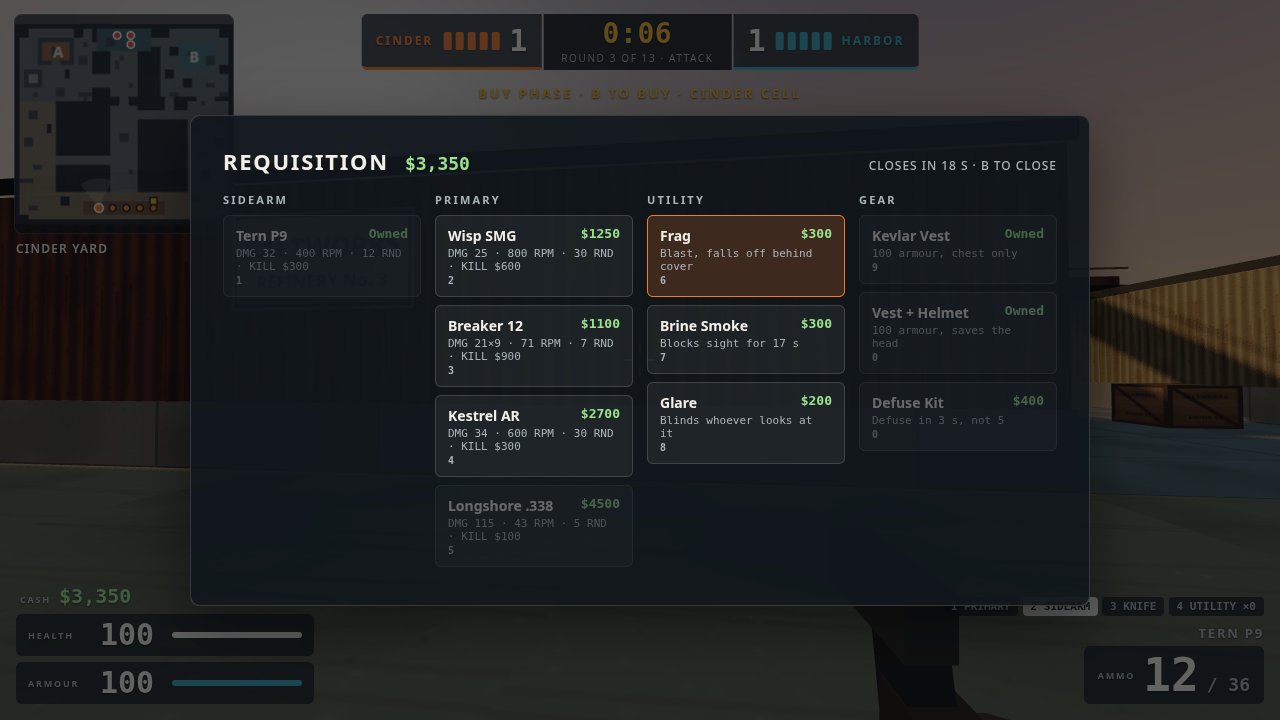 A
B
CINDER YARD
CINDER
1
0:06
ROUND 3 OF 13 · ATTACK
1
HARBOR
BUY PHASE · B TO BUY · CINDER CELL
REQUISITION $3,350
CLOSES IN 18 S · B TO CLOSE
SIDEARM
Tern P9 Owned
DMG 32 · 400 RPM · 12 RND
· KILL $300
1
REFINERY No. 3
PRIMARY
Wisp SMG $1250
DMG 25 · 800 RPM · 30 RND
· KILL $600
2
Breaker 12 $1100
DMG 21×9 · 71 RPM · 7 RND
· KILL $900
3
Kestrel AR $2700
DMG 34 · 600 RPM · 30 RND
· KILL $300
4
Longshore .338 $4500
DMG 115 · 43 RPM · 5 RND
· KILL $100
5
UTILITY
Frag $300
Blast, falls off behind
cover
6
Brine Smoke $300
Blocks sight for 17 s
7
Glare $200
Blinds whoever looks at
it
8
GEAR
Kevlar Vest Owned
100 armour, chest only
9
Vest + Helmet Owned
100 armour, saves the
head
0
Defuse Kit $400
Defuse in 3 s, not 5
0
CASH $3,350
HEALTH 100
ARMOUR 100
1 PRIMARY
2 SIDEARM
3 KNIFE
4 UTILITY ×0
TERN P9
AMMO 12 / 36